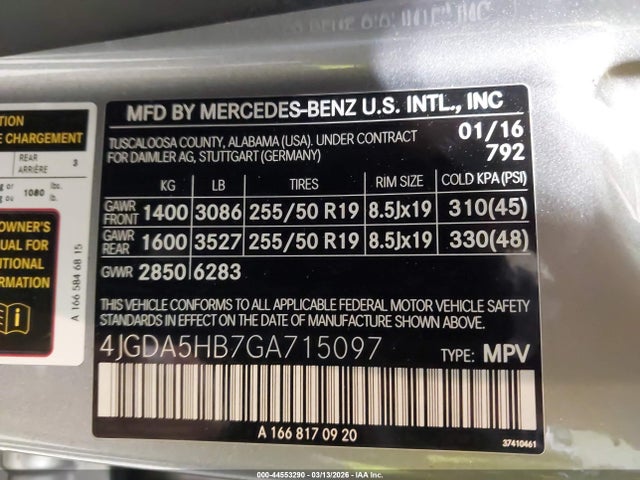 MFD BY MERCEDES-BENZ U.S. INTL., INC
TUSCALOOSA COUNTY, ALABAMA (USA). UNDER CONTRACT
FOR DAIMLER AG, STUTTGART (GERMANY)
01/16
792
KG LB TIRES RIM SIZE COLD KPA(PSI)
GAWR FRONT 1400 3086 255/50 R19 8.5Jx19 310(45)
GAWR REAR 1600 3527 255/50 R19 8.5Jx19 330(48)
GVWR 2850 6283
THIS VEHICLE CONFORMS TO ALL APPLICABLE FEDERAL MOTOR VEHICLE SAFETY
STANDARDS IN EFFECT ON THE DATE OF MANUFACTURE SHOWN ABOVE.
4JGDA5HB7GA715097 TYPE: MPV
A 166 817 09 20
37410461
CHARGEMENT
REAR
ARRIÈRE 3
1080 lbs.
lb.
OWNER'S
UAL FOR
ITIONAL
ORMATION
A 166 584 68 15
000-44553290 - 03/13/2026 - IAA Inc.